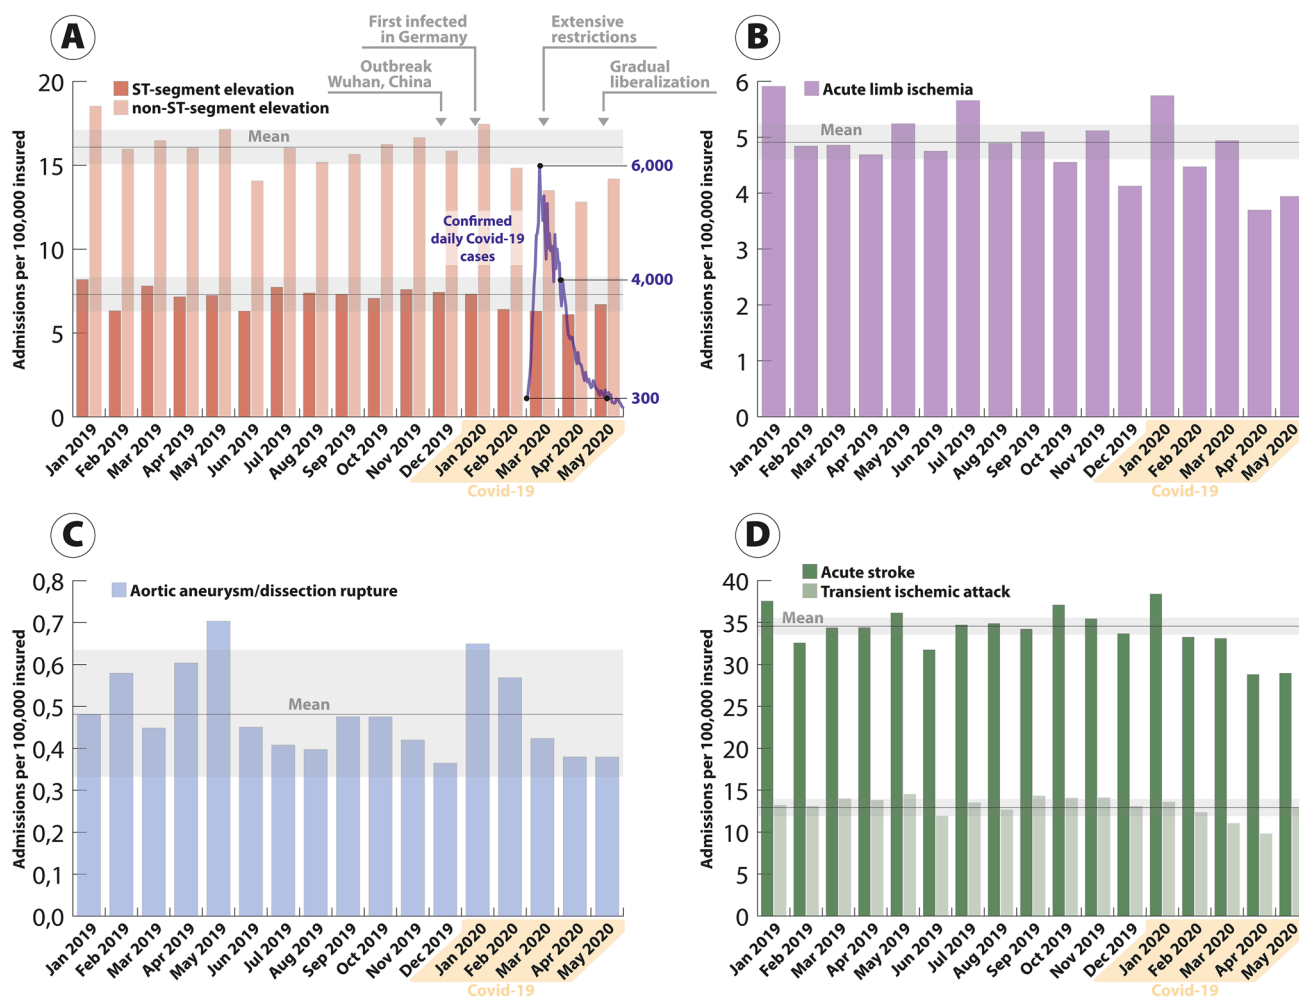 A
First infected
in Germany
Extensive
restrictions
Outbreak
Wuhan, China
Gradual
liberalization
ST-segment elevation
non-ST-segment elevation
Admissions per 100,000 insured
20
15
10
5
0
Mean
6,000
Confirmed
daily Covid-19
cases
4,000
300
Jan 2019
Feb 2019
Mar 2019
Apr 2019
May 2019
Jun 2019
Jul 2019
Aug 2019
Sep 2019
Oct 2019
Nov 2019
Dec 2019
Jan 2020
Feb 2020
Mar 2020
Apr 2020
May 2020
Covid-19
B
Acute limb ischemia
Admissions per 100,000 insured
6
5
4
3
2
1
0
Mean
Jan 2019
Feb 2019
Mar 2019
Apr 2019
May 2019
Jun 2019
Jul 2019
Aug 2019
Sep 2019
Oct 2019
Nov 2019
Dec 2019
Jan 2020
Feb 2020
Mar 2020
Apr 2020
May 2020
Covid-19
C
Aortic aneurysm/dissection rupture
Admissions per 100,000 insured
0,8
0,7
0,6
0,5
0,4
0,3
0,2
0,1
0,0
Mean
Jan 2019
Feb 2019
Mar 2019
Apr 2019
May 2019
Jun 2019
Jul 2019
Aug 2019
Sep 2019
Oct 2019
Nov 2019
Dec 2019
Jan 2020
Feb 2020
Mar 2020
Apr 2020
May 2020
Covid-19
D
Acute stroke
Transient ischemic attack
Admissions per 100,000 insured
40
35
30
25
20
15
10
5
0
Mean
Jan 2019
Feb 2019
Mar 2019
Apr 2019
May 2019
Jun 2019
Jul 2019
Aug 2019
Sep 2019
Oct 2019
Nov 2019
Dec 2019
Jan 2020
Feb 2020
Mar 2020
Apr 2020
May 2020
Covid-19